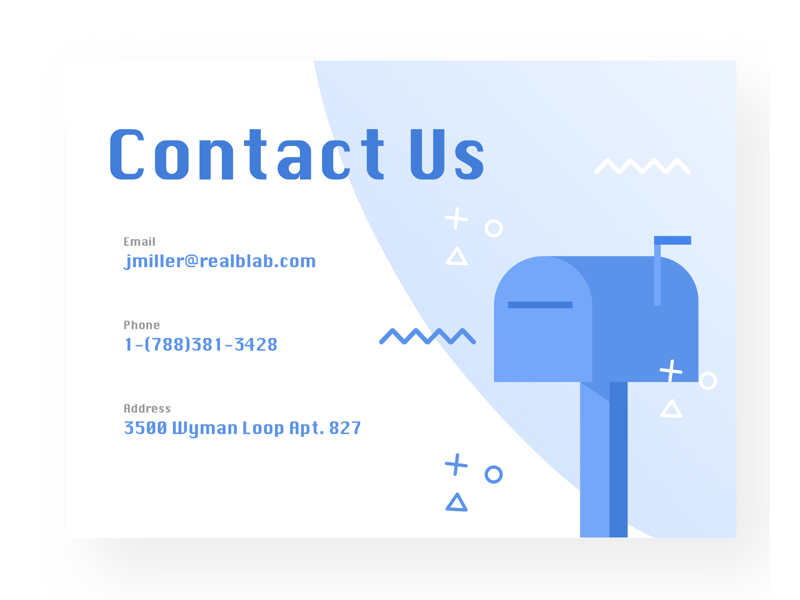 Contact Us
Email
jmiller@realblab.com
Phone
1-(788)381-3428
Address
3500 Wyman Loop Apt. 827